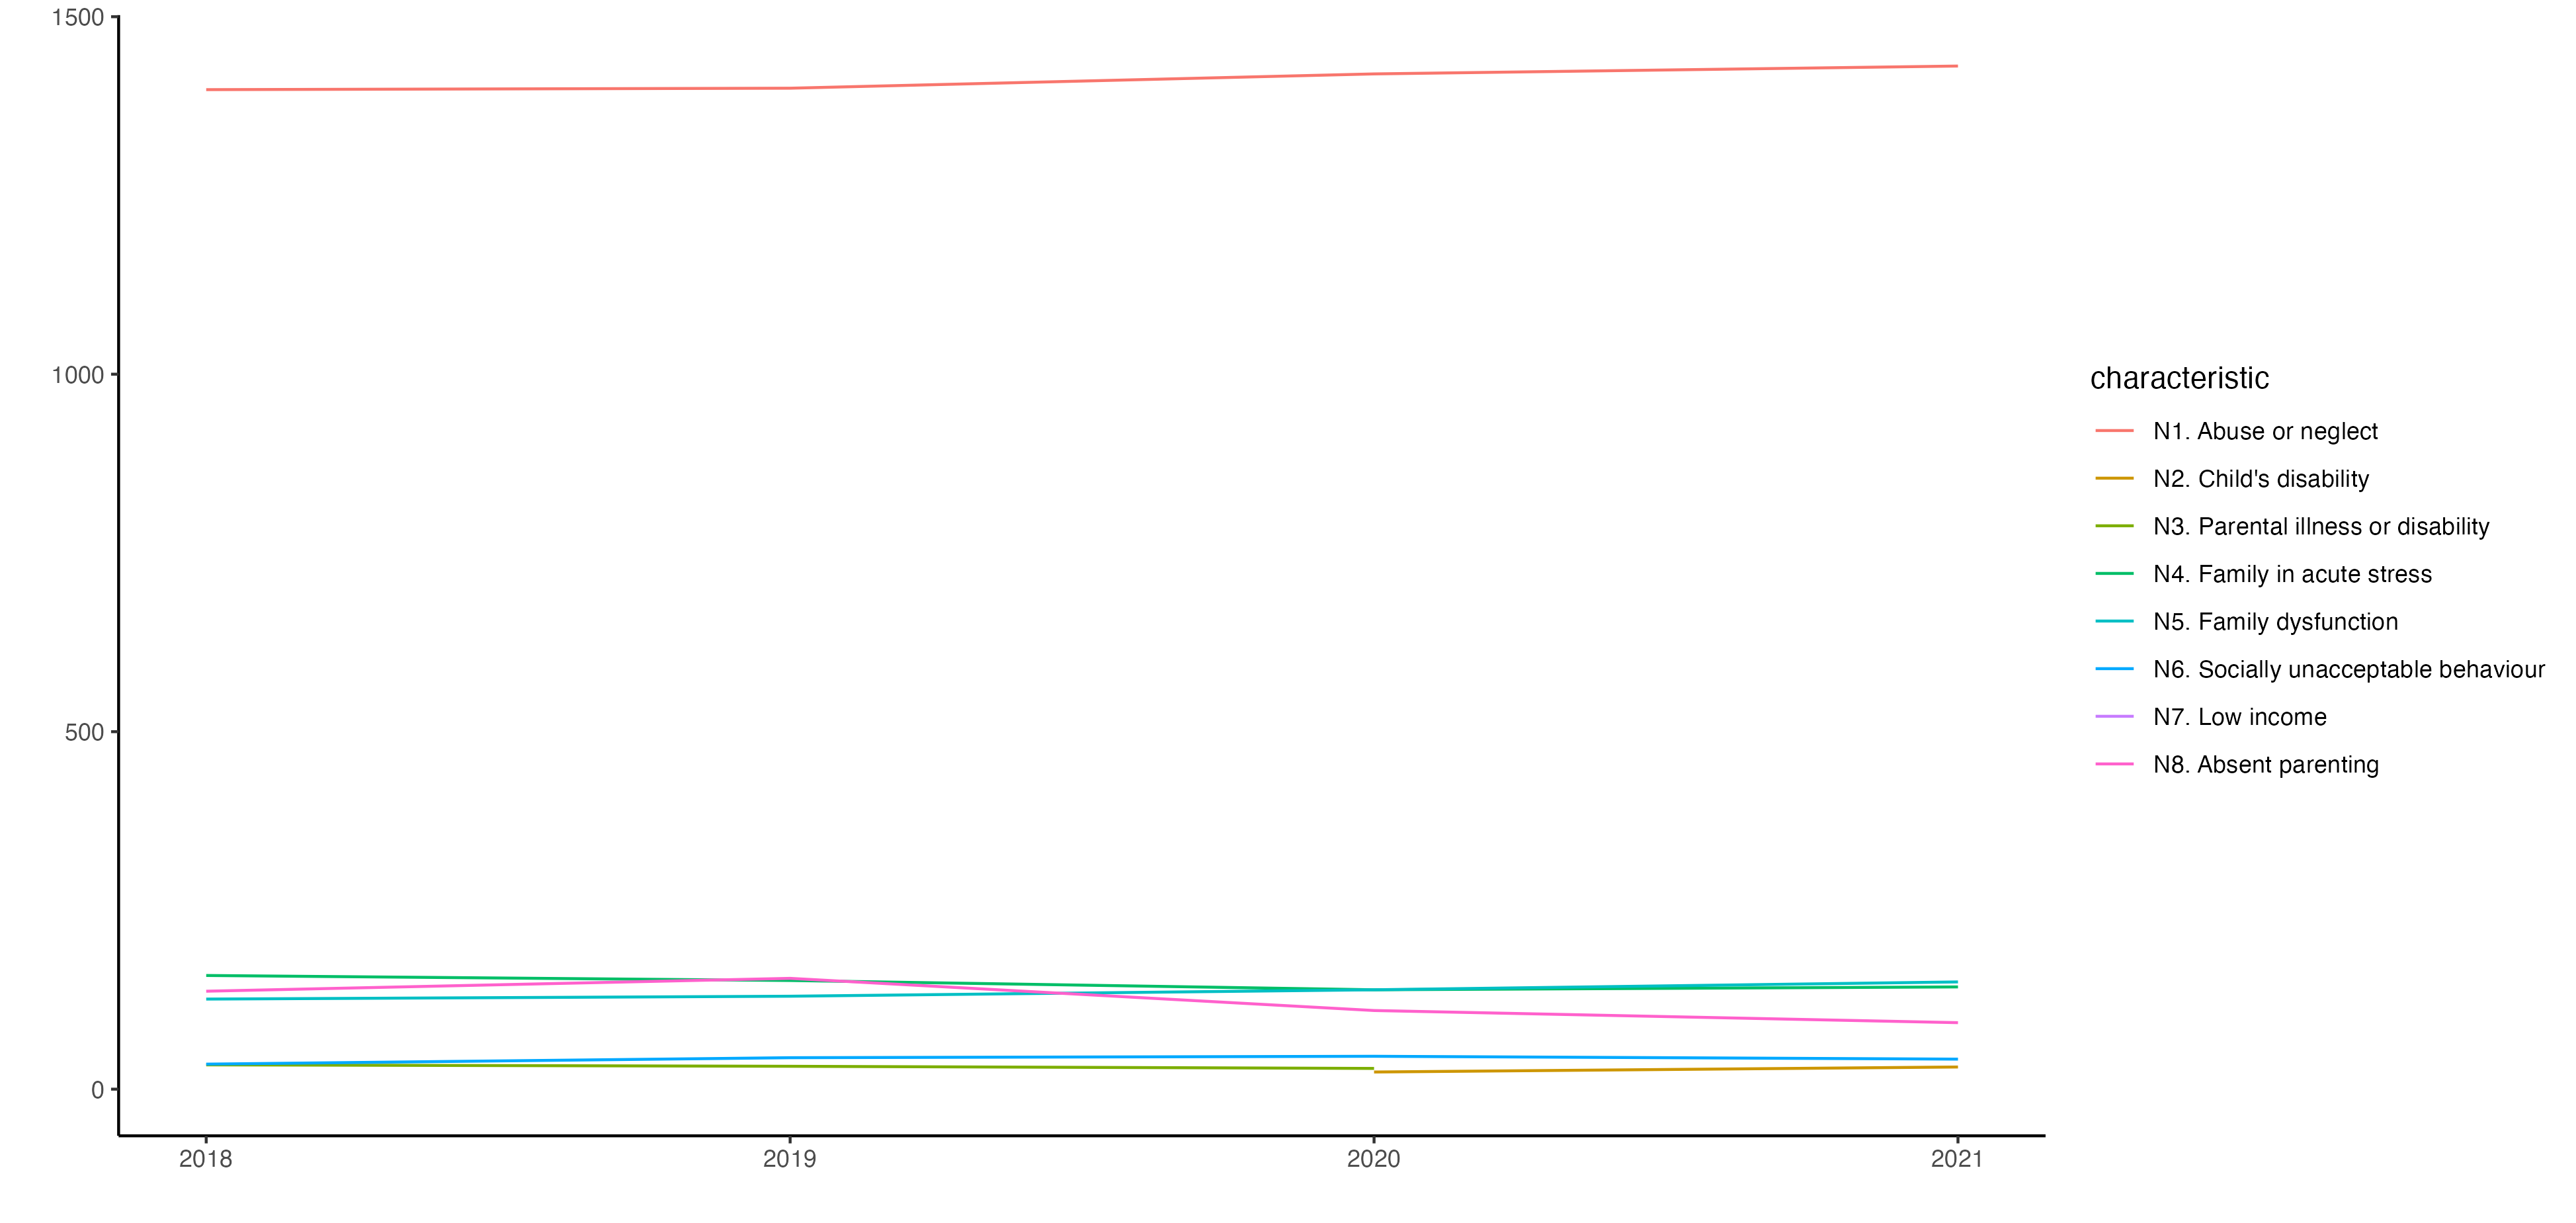 1500
1000
500
0
2018 2019 2020 2021
characteristic
N1. Abuse or neglect
N2. Child's disability
N3. Parental illness or disability
N4. Family in acute stress
N5. Family dysfunction
N6. Socially unacceptable behaviour
N7. Low income
N8. Absent parenting